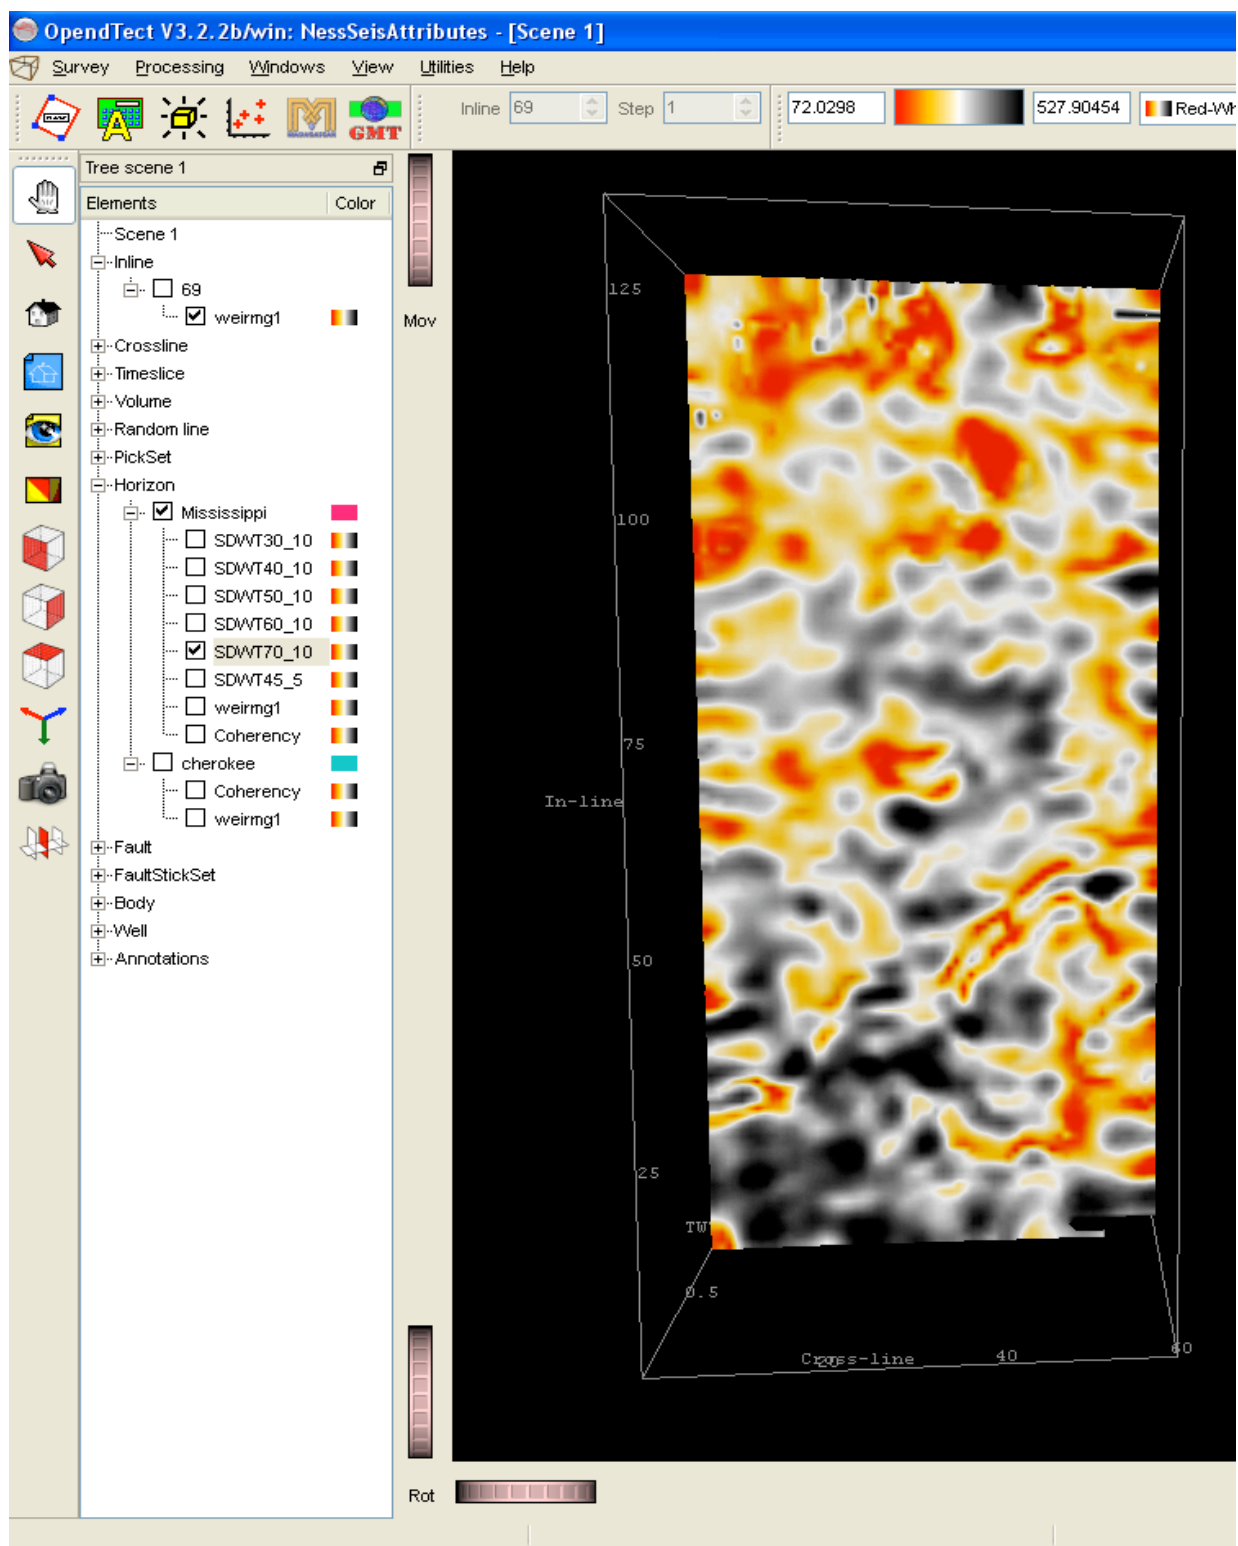 OpendTect V3.2.2b/win: NessSeisAttributes - [Scene 1]
Survey Processing Windows View Utilities Help
Inline 69 Step 1 72.0298 527.90454 Red-Wh
GMT
Tree scene 1
Elements Color
Scene 1
Inline
69
weirmg1
Mov
Crossline
Timeslice
Volume
Random line
PickSet
Horizon
Mississippi
SDWT30_10
SDWT40_10
SDWT50_10
SDWT60_10
SDWT70_10
SDWT45_5
weirmg1
Coherency
cherokee
Coherency
weirmg1
Fault
FaultStickSet
Body
Well
Annotations
125
100
75
In-line
50
25
TW
0.5
Cross-line 20 40 60
Rot